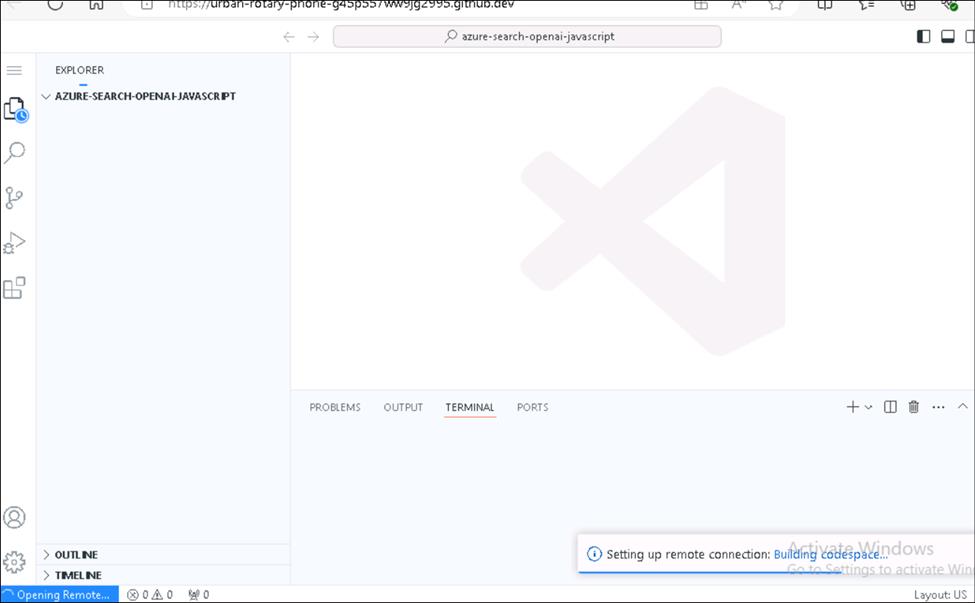 https://urban-rotary-phone-g45p557ww9jg2995.github.dev
azure-search-openai-javascript
EXPLORER
AZURE-SEARCH-OPENAI-JAVASCRIPT
PROBLEMS OUTPUT TERMINAL PORTS
OUTLINE
TIMELINE
Setting up remote connection: Building codespace...
Activate Windows
Go to Settings to activate Win
Opening Remote... 0 0 0 Layout: US